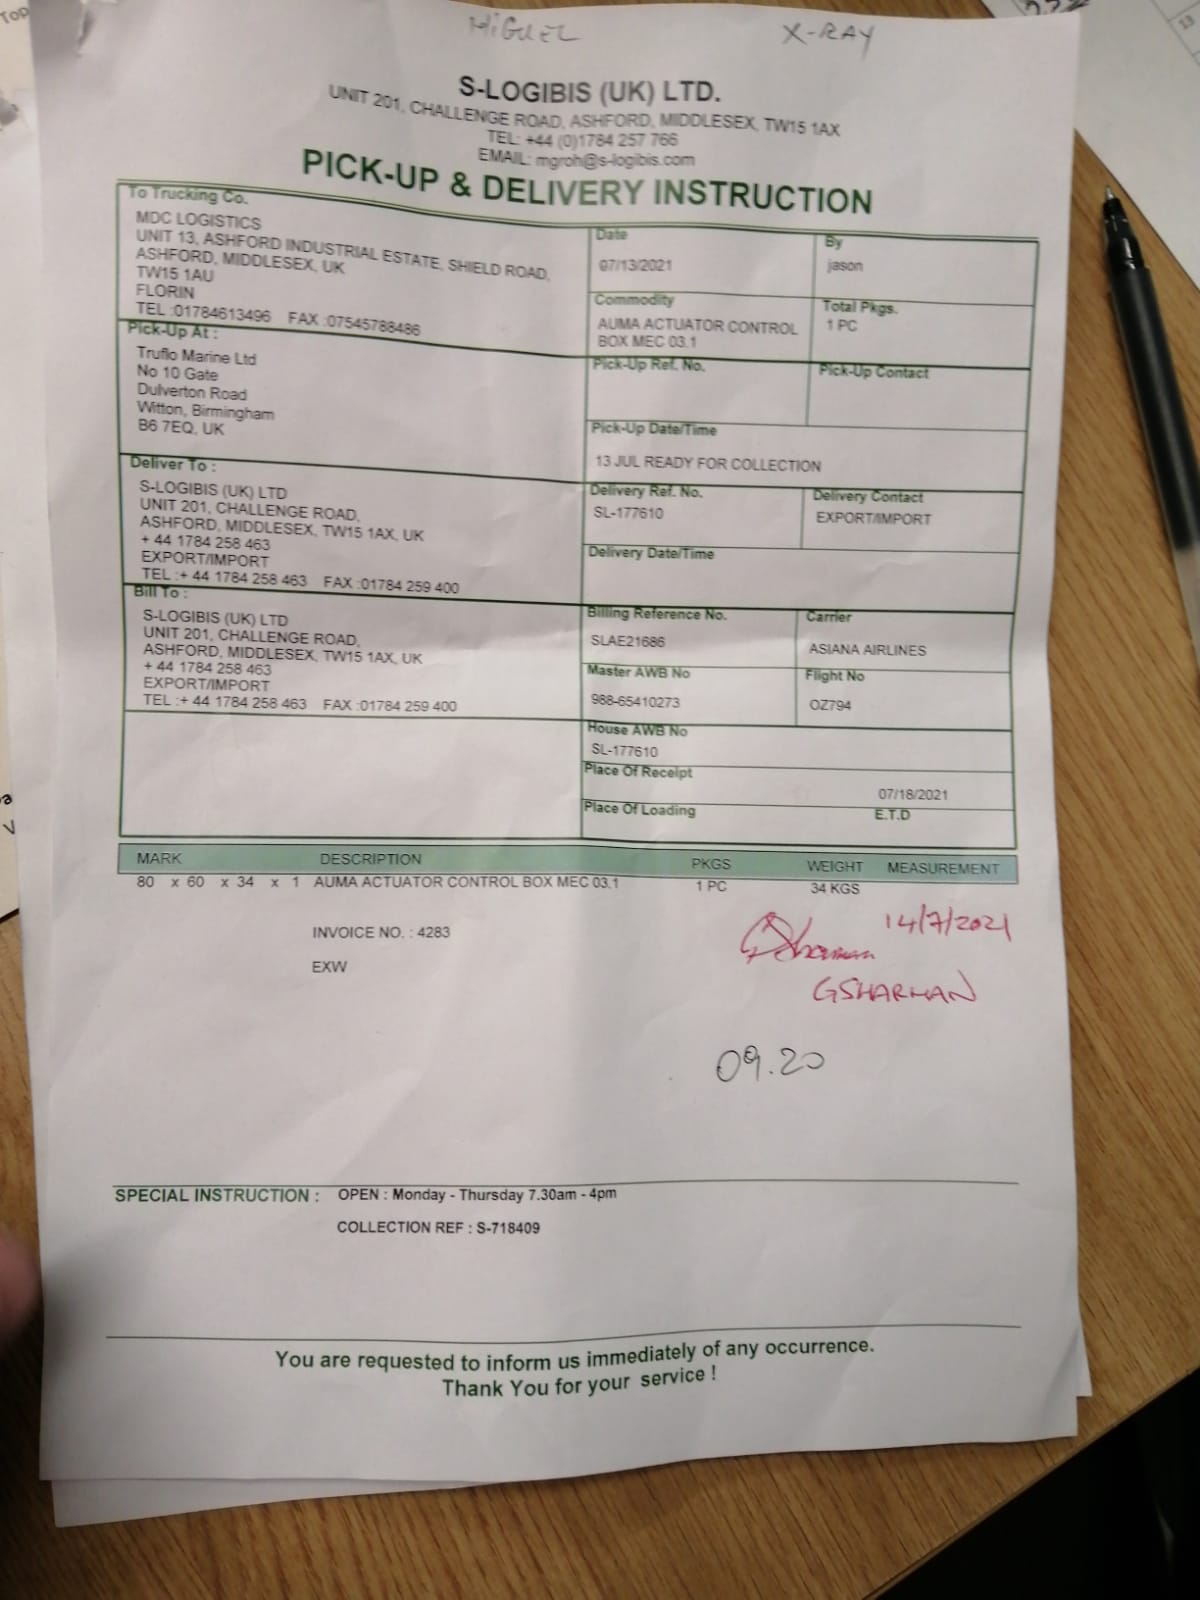 MIGUEL X-RAY
S-LOGIBIS (UK) LTD.
UNIT 201, CHALLENGE ROAD, ASHFORD, MIDDLESEX, TW15 1AX
TEL: +44 (0)1784 257 766
EMAIL: mgroh@s-logibis.com
PICK-UP & DELIVERY INSTRUCTION
To Trucking Co.
MDC LOGISTICS
UNIT 13, ASHFORD INDUSTRIAL ESTATE, SHIELD ROAD,
ASHFORD, MIDDLESEX, UK
TW15 1AU
FLORIN
TEL :01784613496 FAX :07545788486
Date
07/13/2021
By
jason
Commodity
AUMA ACTUATOR CONTROL
BOX MEC 03.1
Total Pkgs.
1 PC
Pick-Up At :
Truflo Marine Ltd
No 10 Gate
Dulverton Road
Witton, Birmingham
B6 7EQ, UK
Pick-Up Ref. No.
Pick-Up Contact
Pick-Up Date/Time
13 JUL READY FOR COLLECTION
Deliver To :
S-LOGIBIS (UK) LTD
UNIT 201, CHALLENGE ROAD,
ASHFORD, MIDDLESEX, TW15 1AX, UK
+ 44 1784 258 463
EXPORT/IMPORT
TEL :+ 44 1784 258 463 FAX :01784 259 400
Delivery Ref. No.
SL-177610
Delivery Contact
EXPORT/IMPORT
Delivery Date/Time
Bill To :
S-LOGIBIS (UK) LTD
UNIT 201, CHALLENGE ROAD,
ASHFORD, MIDDLESEX, TW15 1AX, UK
+ 44 1784 258 463
EXPORT/IMPORT
TEL :+ 44 1784 258 463 FAX :01784 259 400
Billing Reference No.
SLAE21686
Carrier
ASIANA AIRLINES
Master AWB No
988-65410273
Flight No
OZ794
House AWB No
SL-177610
Place Of Receipt
07/18/2021
Place Of Loading E.T.D
MARK DESCRIPTION PKGS WEIGHT MEASUREMENT
80 x 60 x 34 x 1 AUMA ACTUATOR CONTROL BOX MEC 03.1 1 PC 34 KGS
INVOICE NO. : 4283
EXW
GSharman 14/7/2021
GSHARMAN
09.20
SPECIAL INSTRUCTION : OPEN : Monday - Thursday 7.30am - 4pm
COLLECTION REF : S-718409
You are requested to inform us immediately of any occurrence.
Thank You for your service !